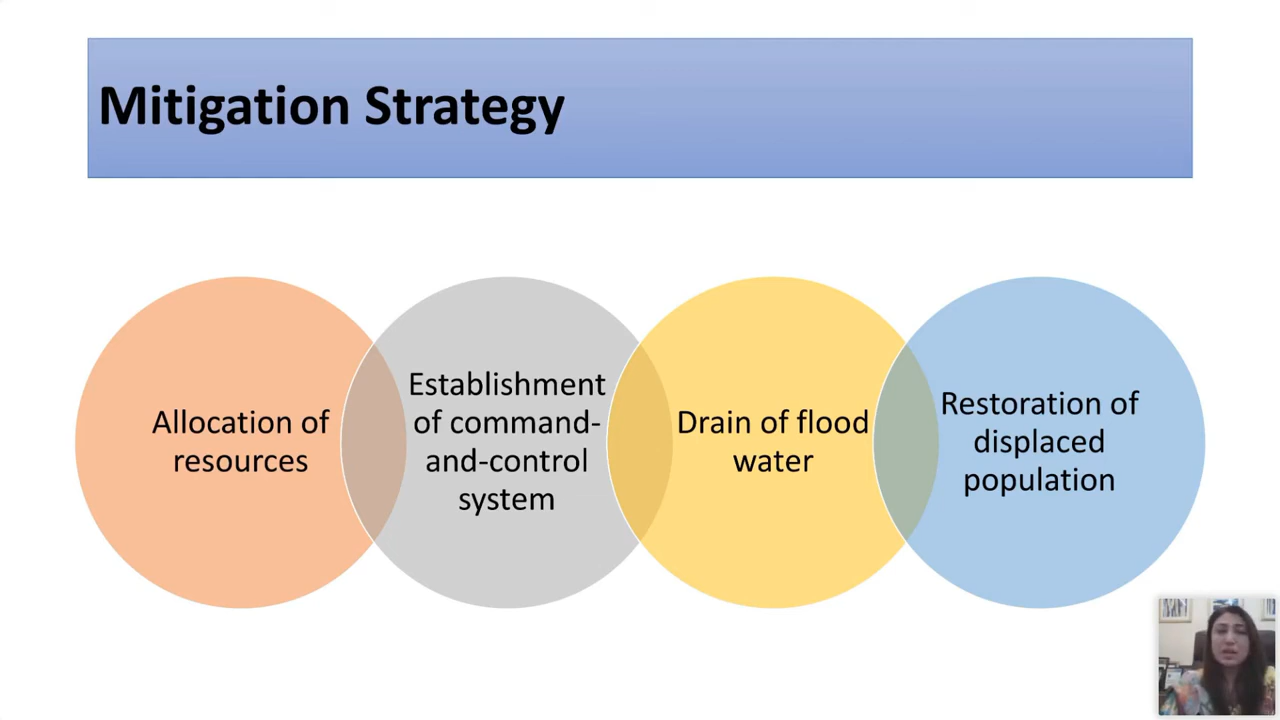 Mitigation Strategy
Allocation of
resources
Establishment
of command-
and-control
system
Drain of flood
water
Restoration of
displaced
population